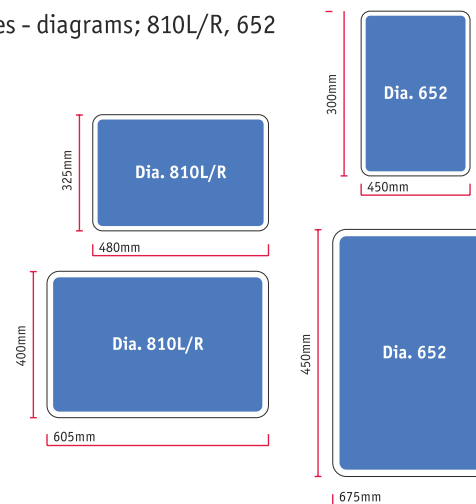 es - diagrams; 810L/R, 652
300mm
Dia. 652
450mm
325mm
Dia. 810L/R
480mm
400mm
Dia. 810L/R
605mm
450mm
Dia. 652
675mm